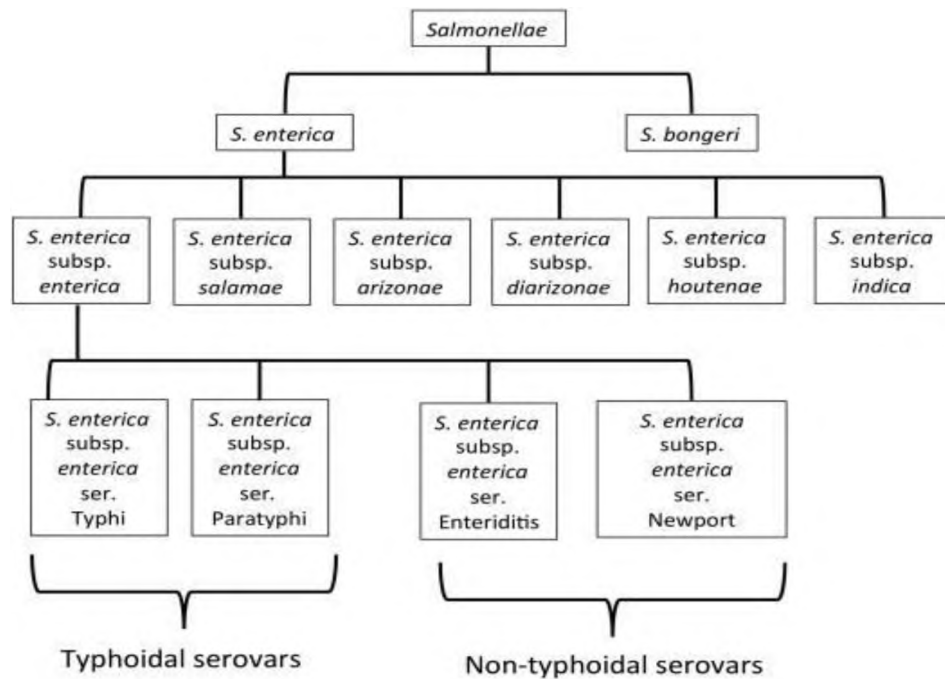 Salmonellae
S. enterica
S. bongeri
S. enterica
subsp.
enterica
S. enterica
subsp.
salamae
S. enterica
subsp.
arizonae
S. enterica
subsp.
diarizonae
S. enterica
subsp.
houtenae
S. enterica
subsp.
indica
S. enterica
subsp.
enterica
ser.
Typhi
S. enterica
subsp.
enterica
ser.
Paratyphi
S. enterica
subsp.
enterica
ser.
Enteriditis
S. enterica
subsp.
enterica
ser.
Newport
Typhoidal serovars
Non-typhoidal serovars